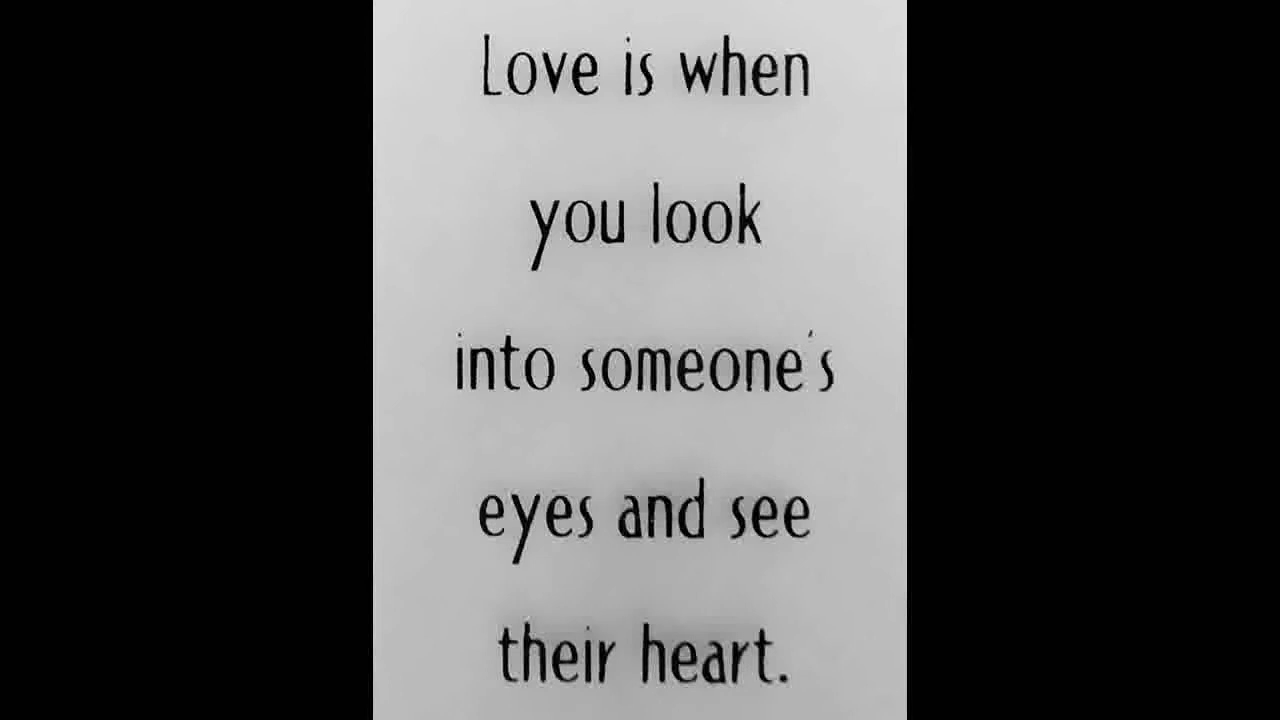 Love is when
you look
into someone's
eyes and see
their heart.